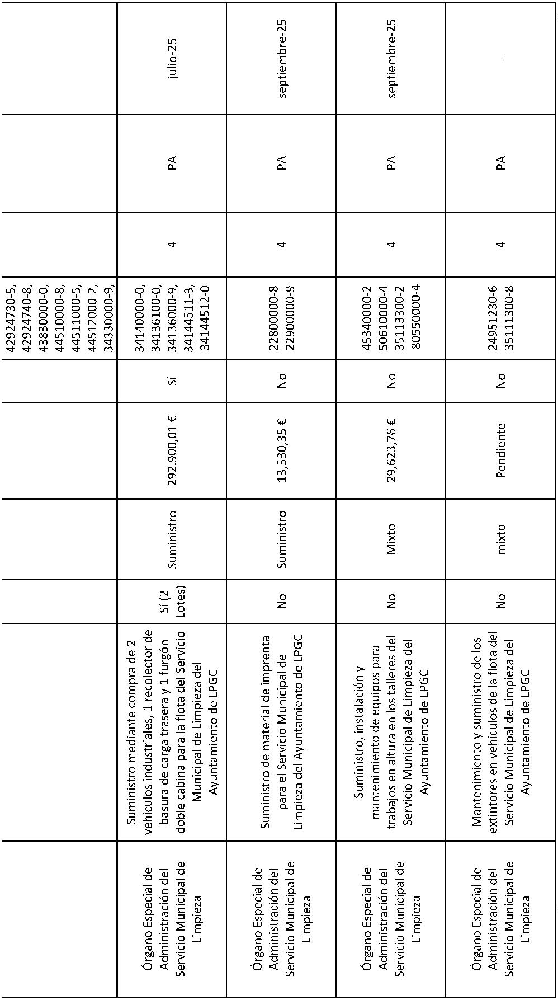 42924730-5,
42924740-8,
43830000-0,
44510000-8,
44511000-5,
44512000-2,
34330000-9,
Órgano Especial de
Administración del
Servicio Municipal de
Limpieza
Suministro mediante compra de 2
vehículos industriales, 1 recolector de
basura de carga trasera y 1 furgón
doble cabina para la flota del Servicio
Municipal de Limpieza del
Ayuntamiento de LPGC
Sí (2
Lotes)
Suministro
292.900,01 €
Sí
34140000-0,
34136100-0,
34136000-9,
34144511-3,
34144512-0
4
PA
julio-25
Órgano Especial de
Administración del
Servicio Municipal de
Limpieza
Suministro de material de imprenta
para el Servicio Municipal de
Limpieza del Ayuntamiento de LPGC
No
Suministro
13,530,35 €
No
22800000-8
22900000-9
4
PA
septiembre-25
Órgano Especial de
Administración del
Servicio Municipal de
Limpieza
Suministro, instalación y
mantenimiento de equipos para
trabajos en altura en los talleres del
Servicio Municipal de Limpieza del
Ayuntamiento de LPGC
No
Mixto
29,623,76 €
No
45340000-2
50610000-4
35113300-2
80550000-4
4
PA
septiembre-25
Órgano Especial de
Administración del
Servicio Municipal de
Limpieza
Mantenimiento y suministro de los
extintores en vehículos de la flota del
Servicio Municipal de Limpieza del
Ayuntamiento de LPGC
No
mixto
Pendiente
No
24951230-6
35111300-8
4
PA
--